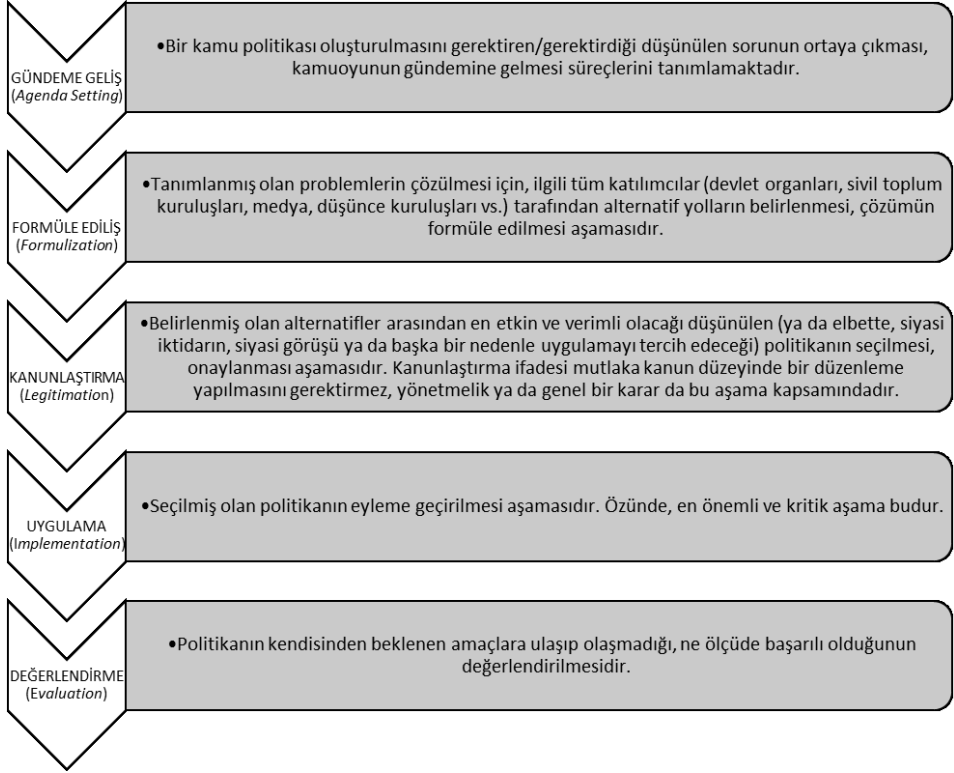 GÜNDEME GELİŞ
(Agenda Setting)
•Bir kamu politikası oluşturulmasını gerektiren/gerektirdiği düşünülen sorunun ortaya çıkması,
kamuoyunun gündemine gelmesi süreçlerini tanımlamaktadır.
FORMÜLE EDİLİŞ
(Formulization)
•Tanımlanmış olan problemlerin çözülmesi için, ilgili tüm katılımcılar (devlet organları, sivil toplum
kuruluşları, medya, düşünce kuruluşları vs.) tarafından alternatif yolların belirlenmesi, çözümün
formüle edilmesi aşamasıdır.
KANUNLAŞTIRMA
(Legitimation)
•Belirlenmiş olan alternatifler arasından en etkin ve verimli olacağı düşünülen (ya da elbette, siyasi
iktidarın, siyasi görüşü ya da başka bir nedenle uygulamayı tercih edeceği) politikanın seçilmesi,
onaylanması aşamasıdır. Kanunlaştırma ifadesi mutlaka kanun düzeyinde bir düzenleme
yapılmasını gerektirmez, yönetmelik ya da genel bir karar da bu aşama kapsamındadır.
UYGULAMA
(Implementation)
•Seçilmiş olan politikanın eyleme geçirilmesi aşamasıdır. Özünde, en önemli ve kritik aşama budur.
DEĞERLENDİRME
(Evaluation)
•Politikanın kendisinden beklenen amaçlara ulaşıp olaşmadığı, ne ölçüde başarılı olduğunun
değerlendirilmesidir.